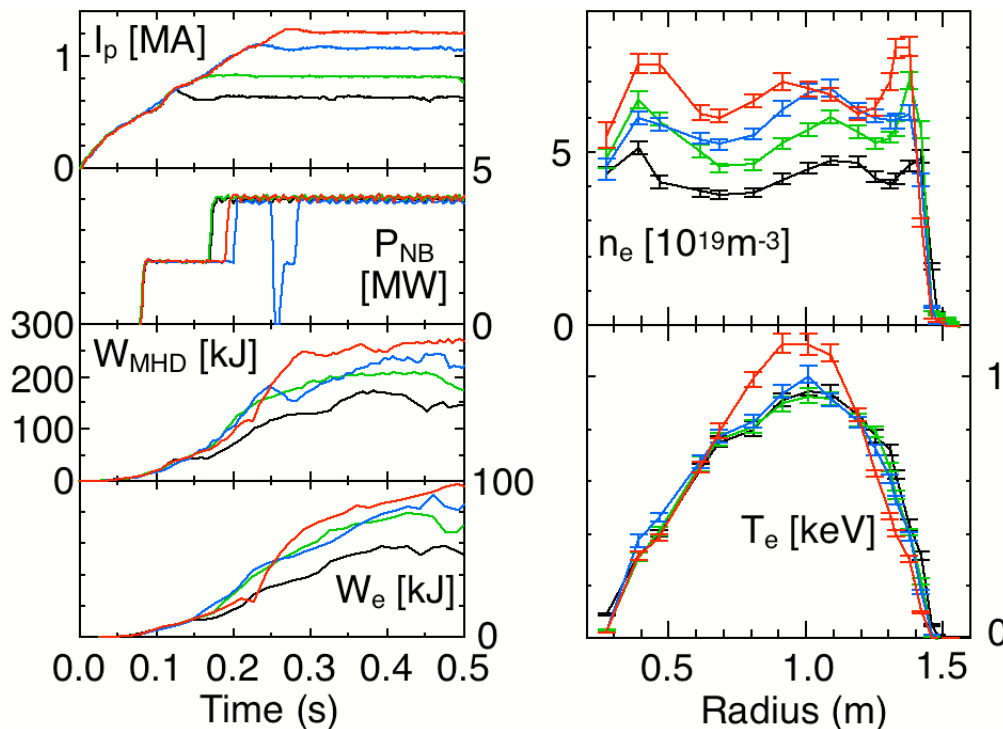 I_p [MA]
1
0
5
P_NB
[MW]
0
300
W_MHD [kJ]
200
100
0
100
W_e [kJ]
0
0.0 0.1 0.2 0.3 0.4 0.5
Time (s)
5
n_e [10^19 m^-3]
0
1
T_e [keV]
0
0.5 1.0 1.5
Radius (m)